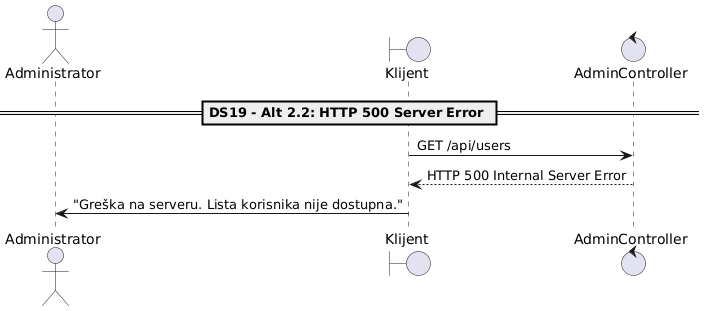 Administrator
Klijent
AdminController
DS19 - Alt 2.2: HTTP 500 Server Error
GET /api/users
HTTP 500 Internal Server Error
"Greška na serveru. Lista korisnika nije dostupna."
Administrator
Klijent
AdminController